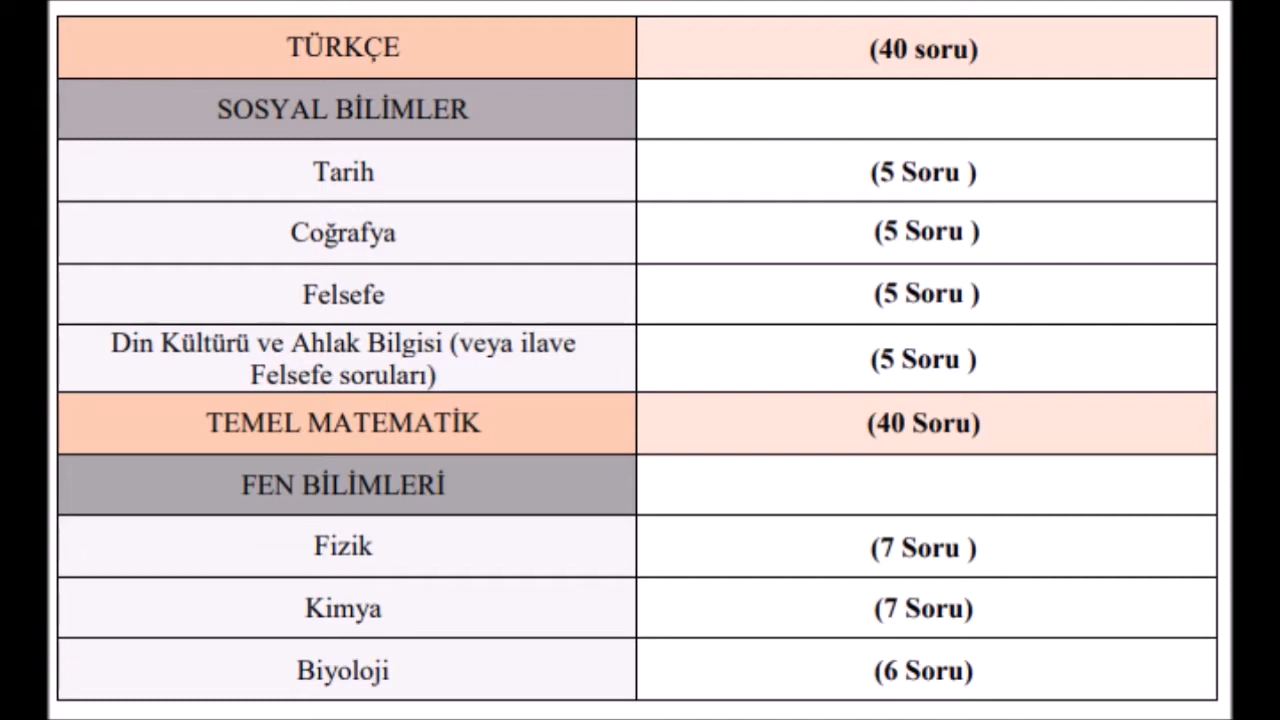 TÜRKÇE (40 soru)
SOSYAL BİLİMLER
Tarih (5 Soru )
Coğrafya (5 Soru )
Felsefe (5 Soru )
Din Kültürü ve Ahlak Bilgisi (veya ilave
Felsefe soruları) (5 Soru )
TEMEL MATEMATİK (40 Soru)
FEN BİLİMLERİ
Fizik (7 Soru )
Kimya (7 Soru)
Biyoloji (6 Soru)